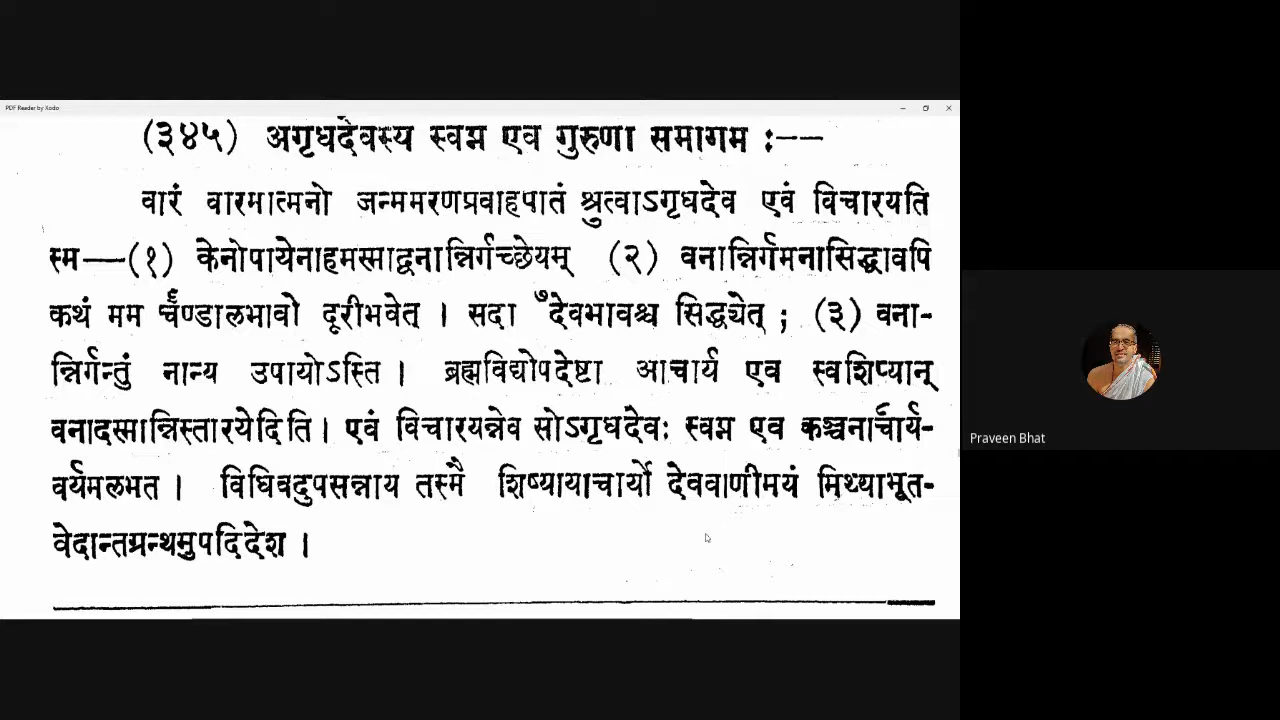 PDF Reader by Xodo
(३४५) अगृधदेवस्य स्वप्न एव गुरुणा समागम :--
वारं वारमात्मनो जन्ममरणप्रवाहपातं श्रुत्वाऽगृधदेव एवं विचारयति
स्म—(१) केनोपायेनाहमस्माद्वनान्निर्गच्छेयम् (२) वनान्निर्गमनासिद्धावपि
कथं मम चँण्डालभावो दूरीभवेत् । सदा ७देवभावश्च सिद्ध्येत् ; (३) वना-
न्निर्गन्तुं नान्य उपायोऽस्ति । ब्रह्मविद्योपदेष्टा आचार्य एव स्वशिष्यान्
वनादस्मान्निस्तारयेदिति । एवं विचारयन्नेव सोऽगृधदेवः स्वप्न एव कञ्चनार्चार्य-
वर्यमलभत । विधिवदुपसन्नाय तस्मै शिष्यायाचार्यो देववाणीमयं मिथ्याभूत-
वेदान्तग्रन्थमुपदिदेश ।
Praveen Bhat